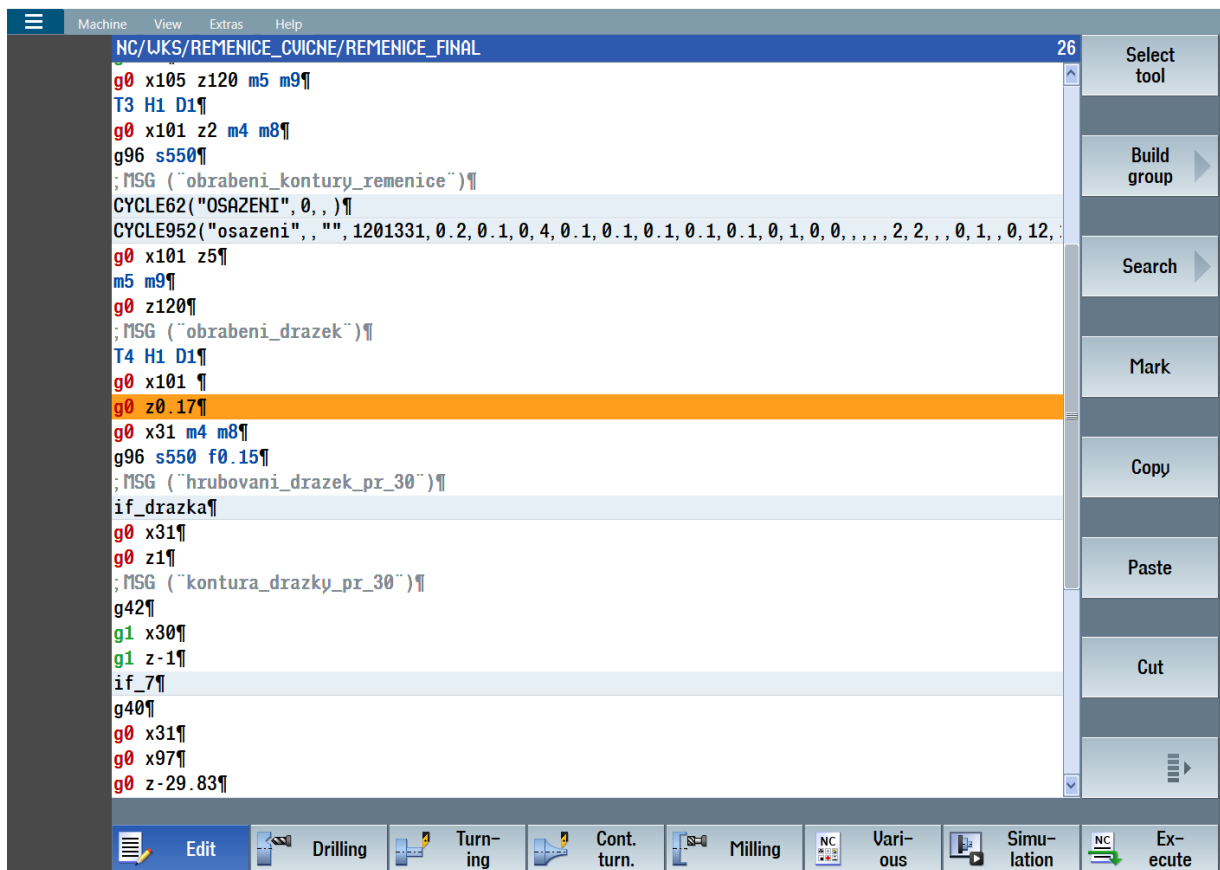 Machine View Extras Help
NC/WKS/REMENICE_CVICNE/REMENICE_FINAL 26
g0 x105 z120 m5 m9¶
T3 H1 D1¶
g0 x101 z2 m4 m8¶
g96 s550¶
;MSG (¨obrabeni_kontury_remenice¨)¶
CYCLE62("OSAZENI",0,,)¶
CYCLE952("osazeni",,"",1201331,0.2,0.1,0,4,0.1,0.1,0.1,0.1,0.1,0,1,0,0,,,,,2,2,,,0,1,,0,12,
g0 x101 z5¶
m5 m9¶
g0 z120¶
;MSG (¨obrabeni_drazek¨)¶
T4 H1 D1¶
g0 x101 ¶
g0 z0.17¶
g0 x31 m4 m8¶
g96 s550 f0.15¶
;MSG (¨hrubovani_drazek_pr_30¨)¶
if_drazka¶
g0 x31¶
g0 z1¶
;MSG (¨kontura_drazky_pr_30¨)¶
g42¶
g1 x30¶
g1 z-1¶
if_7¶
g40¶
g0 x31¶
g0 x97¶
g0 z-29.83¶
Select
tool
Build
group
Search
Mark
Copy
Paste
Cut
Edit
Drilling
Turn-
ing
Cont.
turn.
Milling
NC
Vari-
ous
Simu-
lation
NC
Ex-
ecute